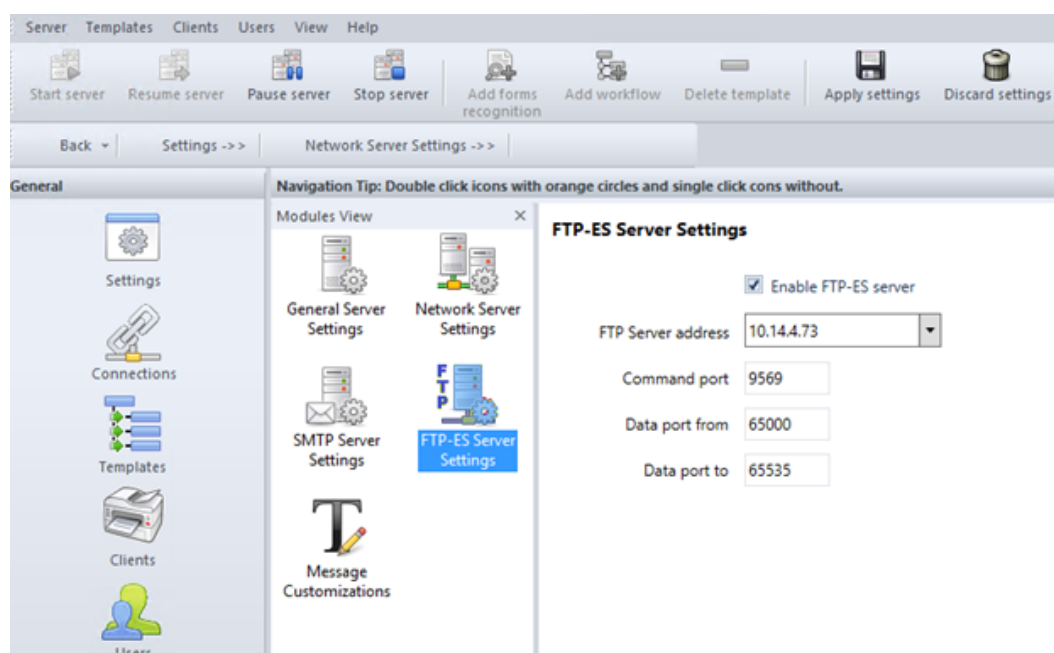 Server Templates Clients Users View Help
Start server Resume server Pause server Stop server Add forms recognition Add workflow Delete template Apply settings Discard settings
Back Settings ->> Network Server Settings ->>
General
Navigation Tip: Double click icons with orange circles and single click cons without.
Settings
Connections
Templates
Clients
Users
Modules View
General Server
Settings
Network Server
Settings
SMTP Server
Settings
FTP
FTP-ES Server
Settings
T
Message
Customizations
FTP-ES Server Settings
Enable FTP-ES server
FTP Server address 10.14.4.73
Command port 9569
Data port from 65000
Data port to 65535